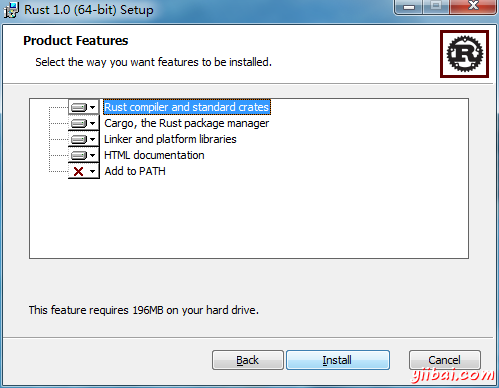 Rust 1.0 (64-bit) Setup
Product Features
Select the way you want features to be installed.
R
Rust compiler and standard crates
Cargo, the Rust package manager
Linker and platform libraries
HTML documentation
Add to PATH
This feature requires 196MB on your hard drive.
Back
Install
Cancel
yiibai.com